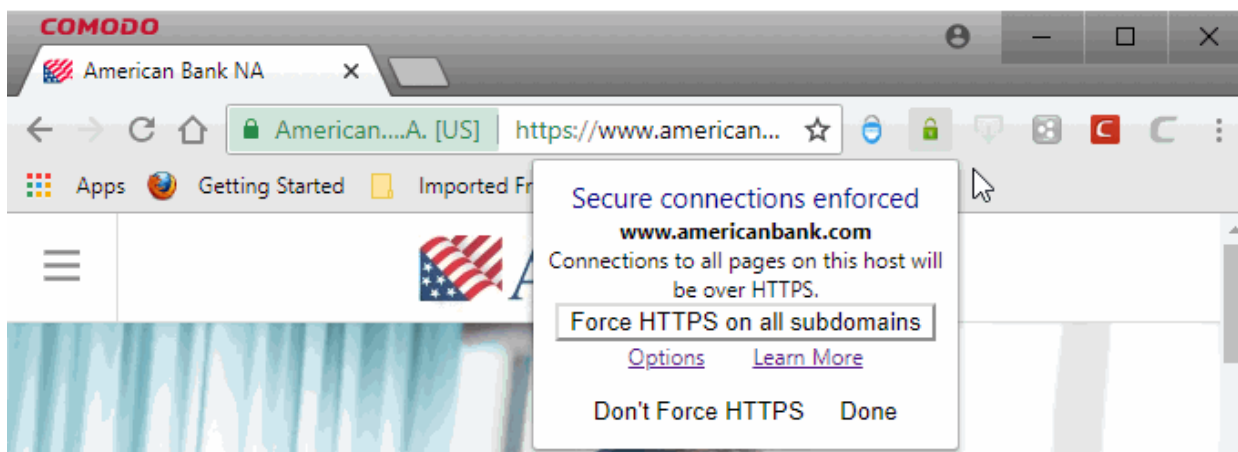 COMODO
American Bank NA
American....A. [US] https://www.american...
Apps Getting Started Imported Fr
Secure connections enforced
www.americanbank.com
Connections to all pages on this host will
be over HTTPS.
Force HTTPS on all subdomains
Options Learn More
Don't Force HTTPS Done